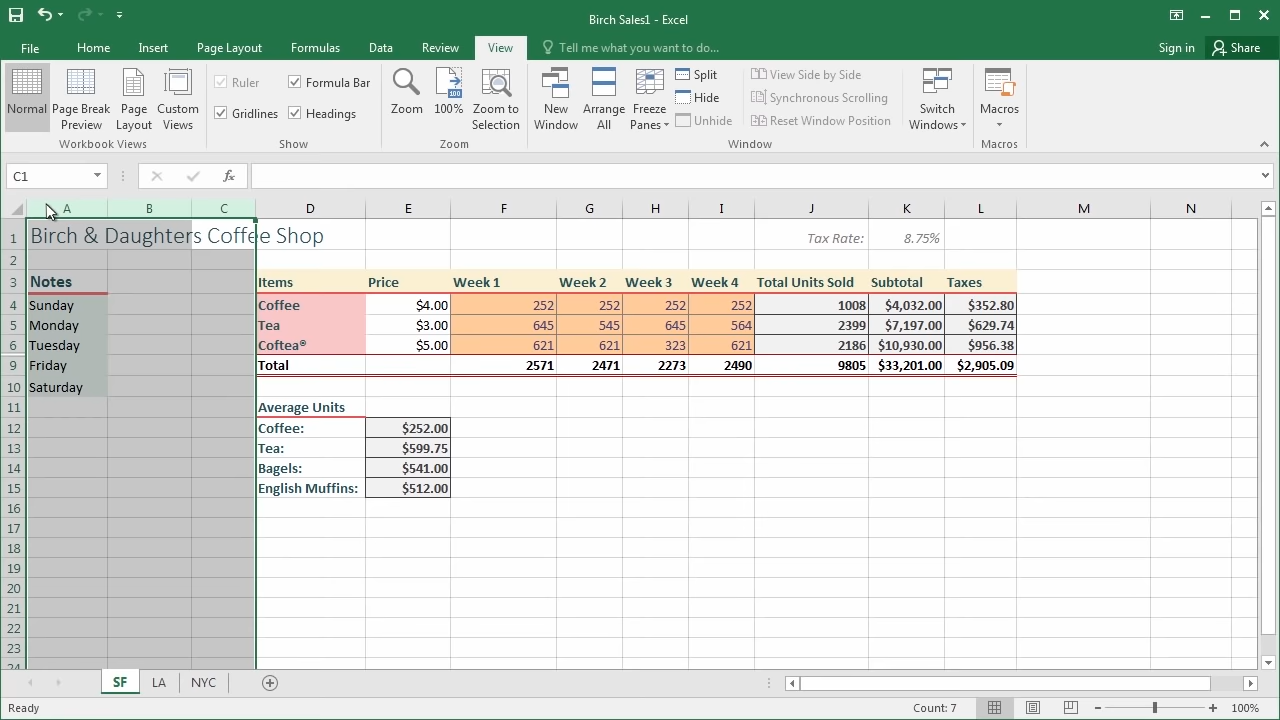 Birch Sales1 - Excel
File Home Insert Page Layout Formulas Data Review View Tell me what you want to do... Sign in Share
Normal Page Break Preview Page Layout Custom Views
Workbook Views
Ruler Formula Bar
Gridlines Headings
Show
Zoom 100% Zoom to Selection
100
Zoom
New Window Arrange All Freeze Panes
Split
Hide
Unhide
View Side by Side
Synchronous Scrolling
Reset Window Position
Window
Switch Windows
Macros
Macros
C1 fx
A B C D E F G H I J K L M N
1 Birch & Daughters Coffee Shop Tax Rate: 8.75%
2
3 Notes Items Price Week 1 Week 2 Week 3 Week 4 Total Units Sold Subtotal Taxes
4 Sunday Coffee $4.00 252 252 252 252 1008 $4,032.00 $352.80
5 Monday Tea $3.00 645 545 645 564 2399 $7,197.00 $629.74
6 Tuesday Coftea® $5.00 621 621 323 621 2186 $10,930.00 $956.38
9 Friday Total 2571 2471 2273 2490 9805 $33,201.00 $2,905.09
10 Saturday
11 Average Units
12 Coffee: $252.00
13 Tea: $599.75
14 Bagels: $541.00
15 English Muffins: $512.00
16
17
18
19
20
21
22
23
24
SF LA NYC
Ready Count: 7 100%